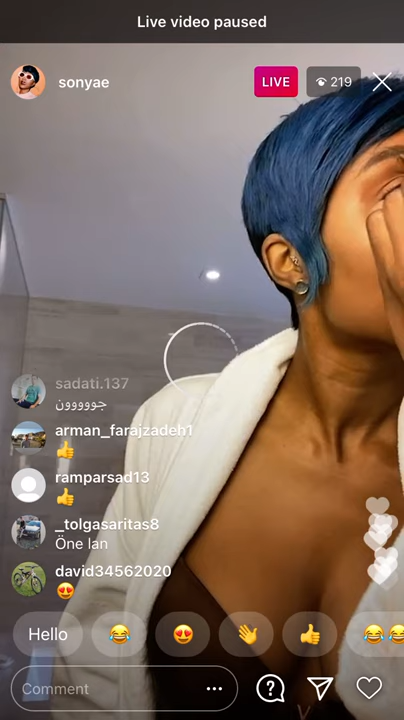 Live video paused
sonyae
LIVE
219
sadati.137
جووووون
arman_farajzadeh1
👍
ramparsad13
👍
_tolgasaritas8
Öne lan
david34562020
😍
Hello 😂 😍 👋 👍 😂😂
Comment